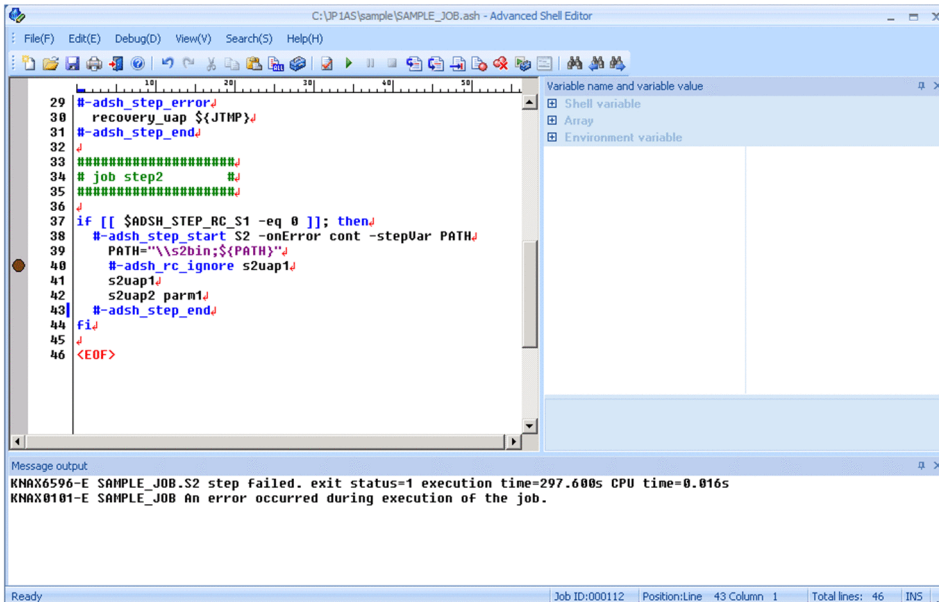 C:\JP1AS\sample\SAMPLE_JOB.ash - Advanced Shell Editor
File(F) Edit(E) Debug(D) View(V) Search(S) Help(H)
10 20 30 40 50
29 #-adsh_step_error
30 recovery_uap ${JTMP}
31 #-adsh_step_end
32
33 #####################
34 # job step2 #
35 #####################
36
37 if [[ $ADSH_STEP_RC_S1 -eq 0 ]]; then
38 #-adsh_step_start S2 -onError cont -stepVar PATH
39 PATH="\\s2bin;${PATH}"
40 #-adsh_rc_ignore s2uap1
41 s2uap1
42 s2uap2 parm1
43 #-adsh_step_end
44 fi
45
46 <EOF>
Variable name and variable value
Shell variable
Array
Environment variable
Message output
KNAX6596-E SAMPLE_JOB.S2 step failed. exit status=1 execution time=297.600s CPU time=0.016s
KNAX0101-E SAMPLE_JOB An error occurred during execution of the job.
Ready Job ID:000112 Position:Line 43 Column 1 Total lines: 46 INS